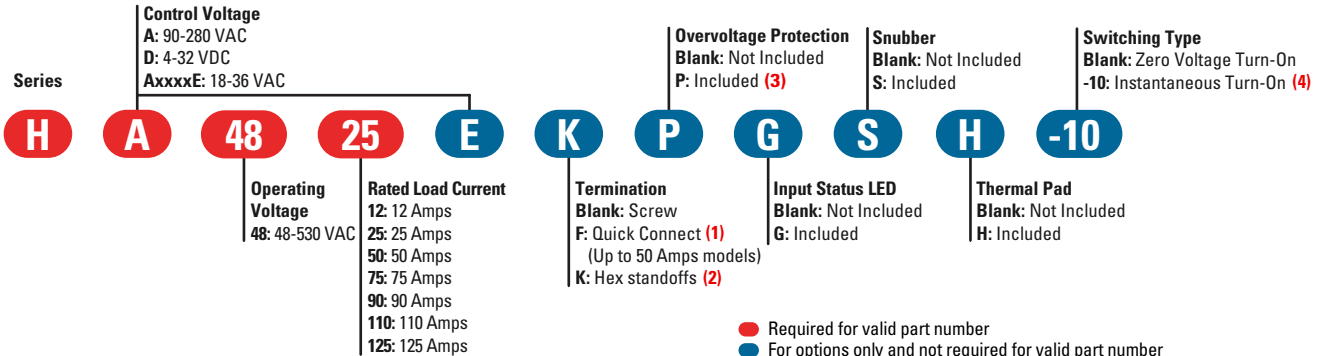 Control Voltage
A: 90-280 VAC
D: 4-32 VDC
AxxxxE: 18-36 VAC
Overvoltage Protection
Blank: Not Included
P: Included (3)
Snubber
Blank: Not Included
S: Included
Switching Type
Blank: Zero Voltage Turn-On
-10: Instantaneous Turn-On (4)
Series
H A 48 25 E K P G S H -10
Operating
Voltage
48: 48-530 VAC
Rated Load Current
12: 12 Amps
25: 25 Amps
50: 50 Amps
75: 75 Amps
90: 90 Amps
110: 110 Amps
125: 125 Amps
Termination
Blank: Screw
F: Quick Connect (1)
(Up to 50 Amps models)
K: Hex standoffs (2)
Input Status LED
Blank: Not Included
G: Included
Thermal Pad
Blank: Not Included
H: Included
Required for valid part number
For options only and not required for valid part number